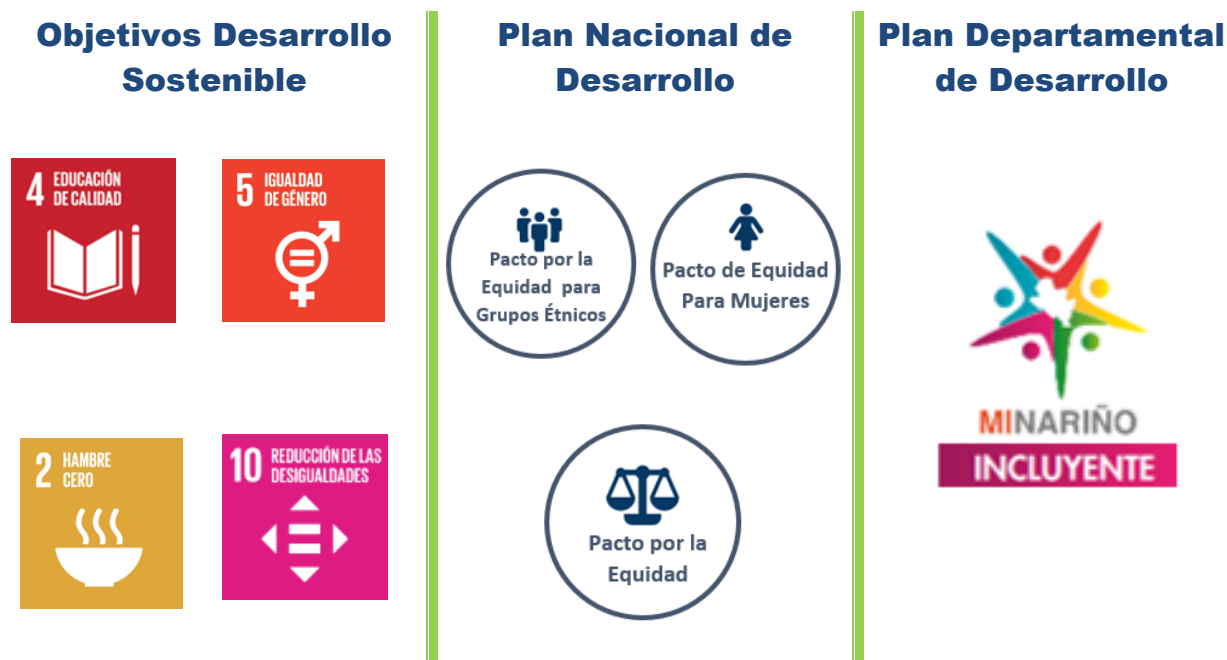 Objetivos Desarrollo
Sostenible
4 EDUCACIÓN
DE CALIDAD
5 IGUALDAD
DE GÉNERO
2 HAMBRE
CERO
10 REDUCCIÓN DE LAS
DESIGUALDADES
Plan Nacional de
Desarrollo
Pacto por la
Equidad para
Grupos Étnicos
Pacto de Equidad
Para Mujeres
Pacto por la
Equidad
Plan Departamental
de Desarrollo
MINARIÑO
INCLUYENTE